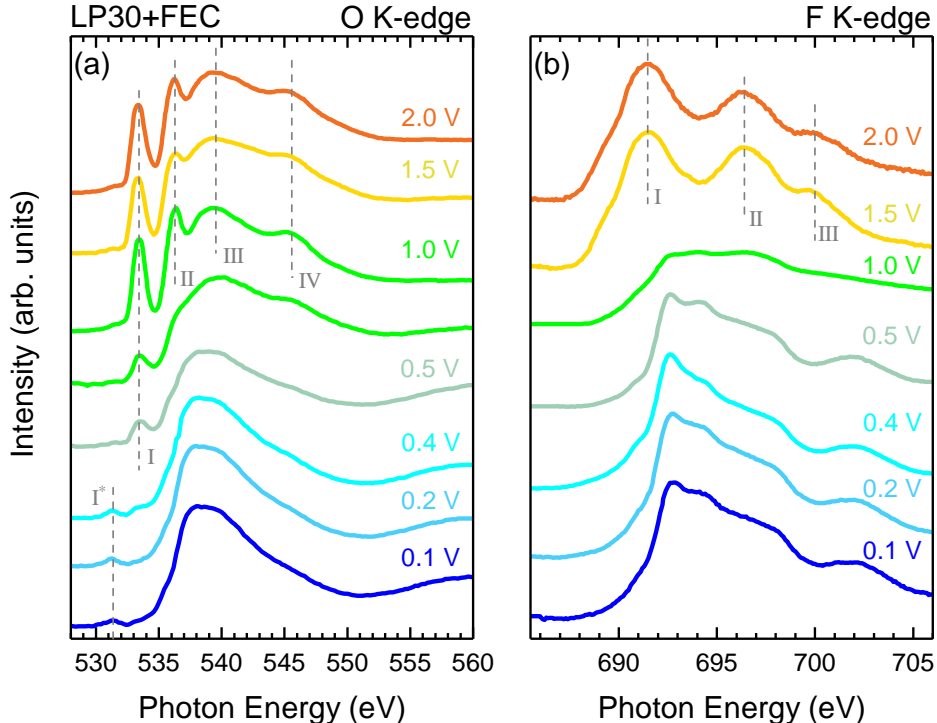 LP30+FEC O K-edge F K-edge
(a) (b)
2.0 V 2.0 V
1.5 V 1.5 V
1.0 V 1.0 V
0.5 V 0.5 V
0.4 V 0.4 V
0.2 V 0.2 V
0.1 V 0.1 V
I II III IV
I*
I II III
Intensity (arb. units)
530 535 540 545 550 555 560
690 695 700 705
Photon Energy (eV) Photon Energy (eV)